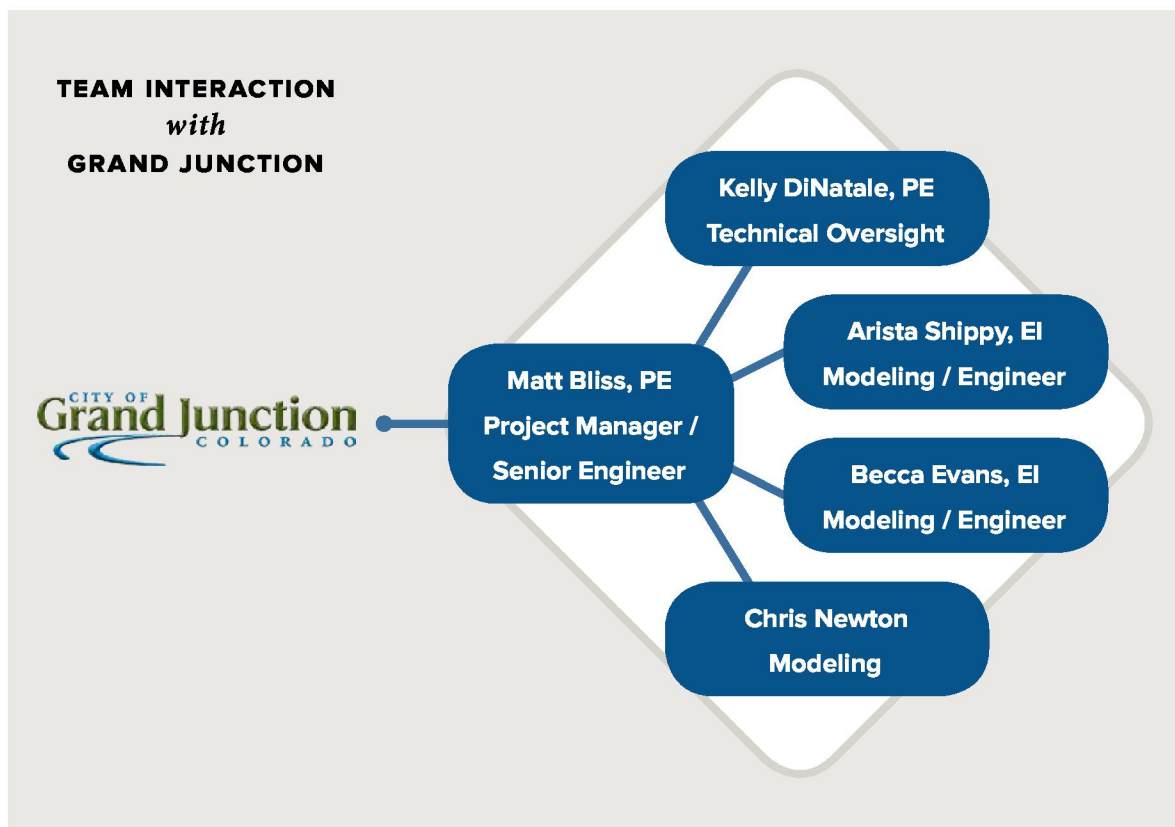 TEAM INTERACTION
with
GRAND JUNCTION
Kelly DiNatale, PE
Technical Oversight
Arista Shippy, EI
Modeling / Engineer
Matt Bliss, PE
Project Manager /
Senior Engineer
CITY OF
Grand Junction
COLORADO
Becca Evans, EI
Modeling / Engineer
Chris Newton
Modeling